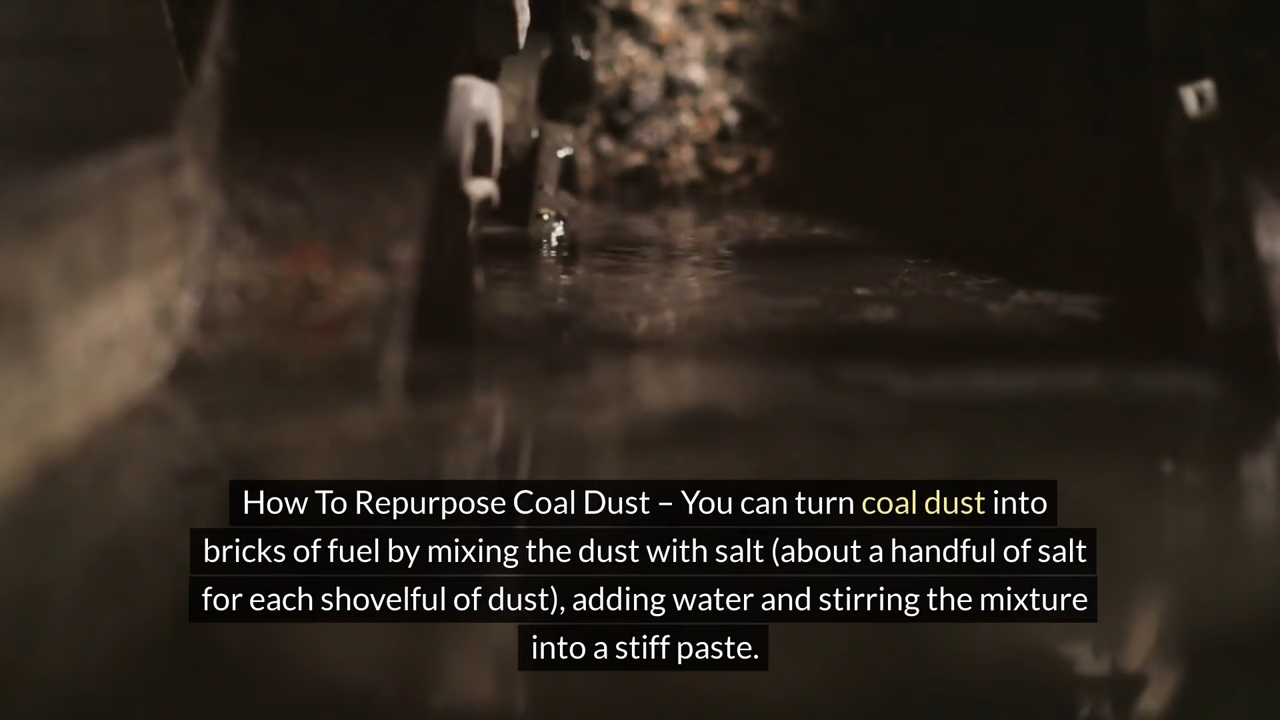 How To Repurpose Coal Dust – You can turn coal dust into
bricks of fuel by mixing the dust with salt (about a handful of salt
for each shovelful of dust), adding water and stirring the mixture
into a stiff paste.